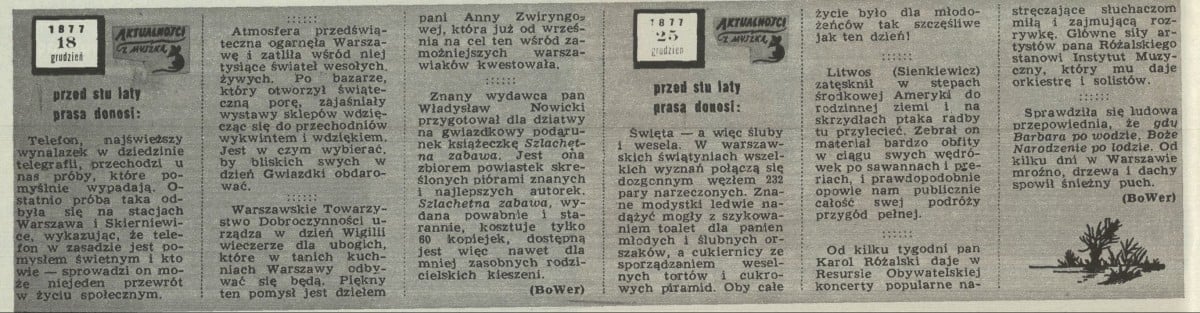 1877
18
grudzień
AKTUALNOŚCI
Z MYSZKĄ
przed stu laty
prasa donosi:
Telefon, najświeższy
wynalazek w dziedzinie
telegrafii, przechodzi u
nas próby, które po-
myślnie wypadają. O-
statnio próba taka od-
była się na stacjach
Warszawa i Skierniewi-
ce, wykazując, że tele-
fon w zasadzie jest po-
mysłem świetnym i kto
wie — sprowadzi on mo-
że niejeden przewrót
w życiu społecznym.
::::::
Atmosfera przedświą-
teczna ogarnęła Warsza-
wę i zatliła wśród niej
tysiące świateł wesołych,
żywych. Po bazarze,
który otworzył świąte-
czną porę, zajaśniały
wystawy sklepów wdzię-
cząc się do przechodniów
wykwintem i wdziękiem.
Jest w czym wybierać,
by bliskich swych w
dzień Gwiazdki obdaro-
wać.
::::::
Warszawskie Towarzy-
stwo Dobroczynności u-
rządza w dzień Wigilii
wieczerze dla ubogich,
które w tanich kuch-
niach Warszawy odby-
wać się będą. Piękny
ten pomysł jest dziełem
pani Anny Zwiryngo-
wej, która już od wrześ-
nia na cel ten wśród za-
możniejszych warsza-
wiaków kwestowała.
::::::
Znany wydawca pan
Władysław Nowicki
przygotował dla dziatwy
na gwiazdkowy podaru-
nek książeczkę Szlachet-
na zabawa. Jest ona
zbiorem powiastek skre-
ślonych piórami znanych
i najlepszych autorek.
Szlachetna zabawa, wy-
dana powabnie i sta-
rannie, kosztuje tylko
60 kopiejek, dostępną
jest więc nawet dla
mniej zasobnych rodzi-
cielskich kieszeni.
(BoWer)
1877
25
grudzień
AKTUALNOŚCI
Z MYSZKĄ
przed stu laty
prasa donosi:
Święta — a więc śluby
i wesela. W warszaw-
skich świątyniach wszel-
kich wyznań połączą się
dozgonnym węzłem 232
pary narzeczonych. Zna-
ne modystki ledwie na-
dążyć mogły z szykowa-
niem toalet dla panien
młodych i ślubnych or-
szaków, a cukiernicy ze
sporządzaniem wesel-
nych tortów i cukro-
wych piramid. Oby całe
życie było dla młodo-
żeńców tak szczęśliwe
jak ten dzień!
::::::
Litwos (Sienkiewicz)
zatęsknił w stepach
środkowej Ameryki do
rodzinnej ziemi i na
skrzydłach ptaka radby
tu przylecieć. Zebrał on
materiał bardzo obfity
w ciągu swych wędró-
wek po sawannach i pre-
riach, i prawdopodobnie
opowie nam publicznie
całość swej podróży
przygód pełnej.
::::::
Od kilku tygodni pan
Karol Różalski daje w
Resursie Obywatelskiej
koncerty popularne na-
stręczające słuchaczom
miłą i zajmującą roz-
rywkę. Główne siły ar-
tystów pana Różalskiego
stanowi Instytut Muzy-
czny, który mu daje
orkiestrę i solistów.
::::::
Sprawdziła się ludowa
przepowiednia, że gdy
Barbara po wodzie, Boże
Narodzenie po lodzie. Od
kilku dni w Warszawie
mroźno, drzewa i dachy
spowił śnieżny puch.
(BoWer)